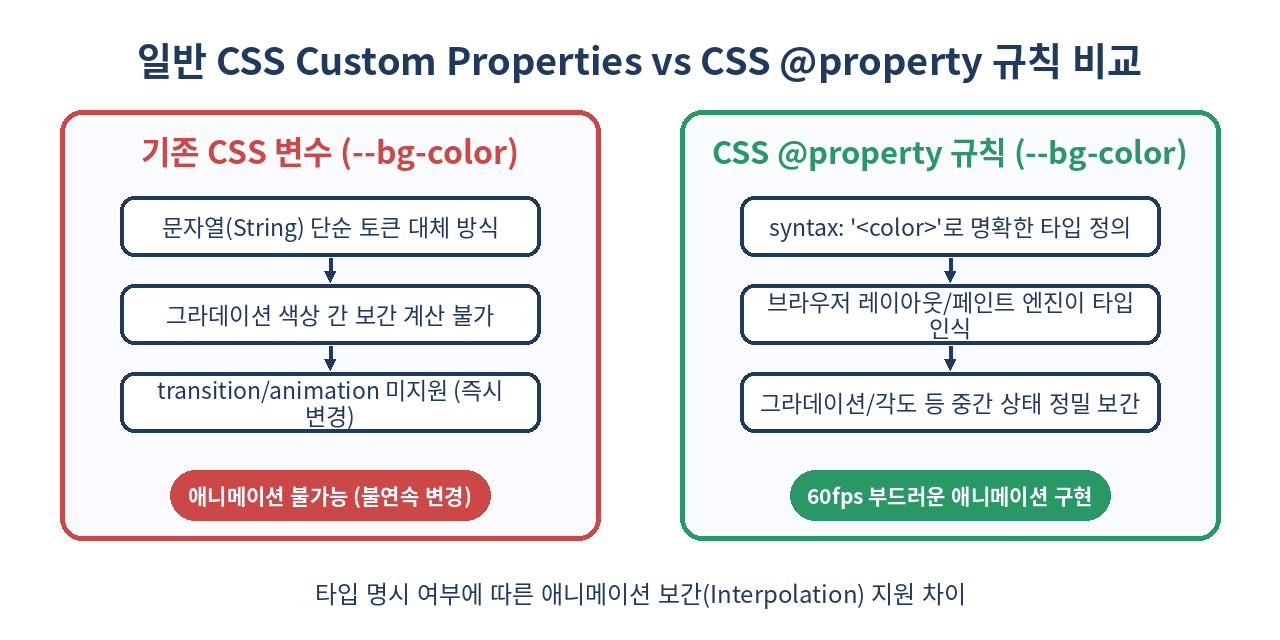 일반 CSS Custom Properties vs CSS @property 규칙 비교
기존 CSS 변수 (--bg-color)
문자열(String) 단순 토큰 대체 방식
그라데이션 색상 간 보간 계산 불가
transition/animation 미지원 (즉시
변경)
애니메이션 불가능 (불연속 변경)
CSS @property 규칙 (--bg-color)
syntax: '<color>'로 명확한 타입 정의
브라우저 레이아웃/페인트 엔진이 타입
인식
그라데이션/각도 등 중간 상태 정밀 보간
60fps 부드러운 애니메이션 구현
타입 명시 여부에 따른 애니메이션 보간(Interpolation) 지원 차이